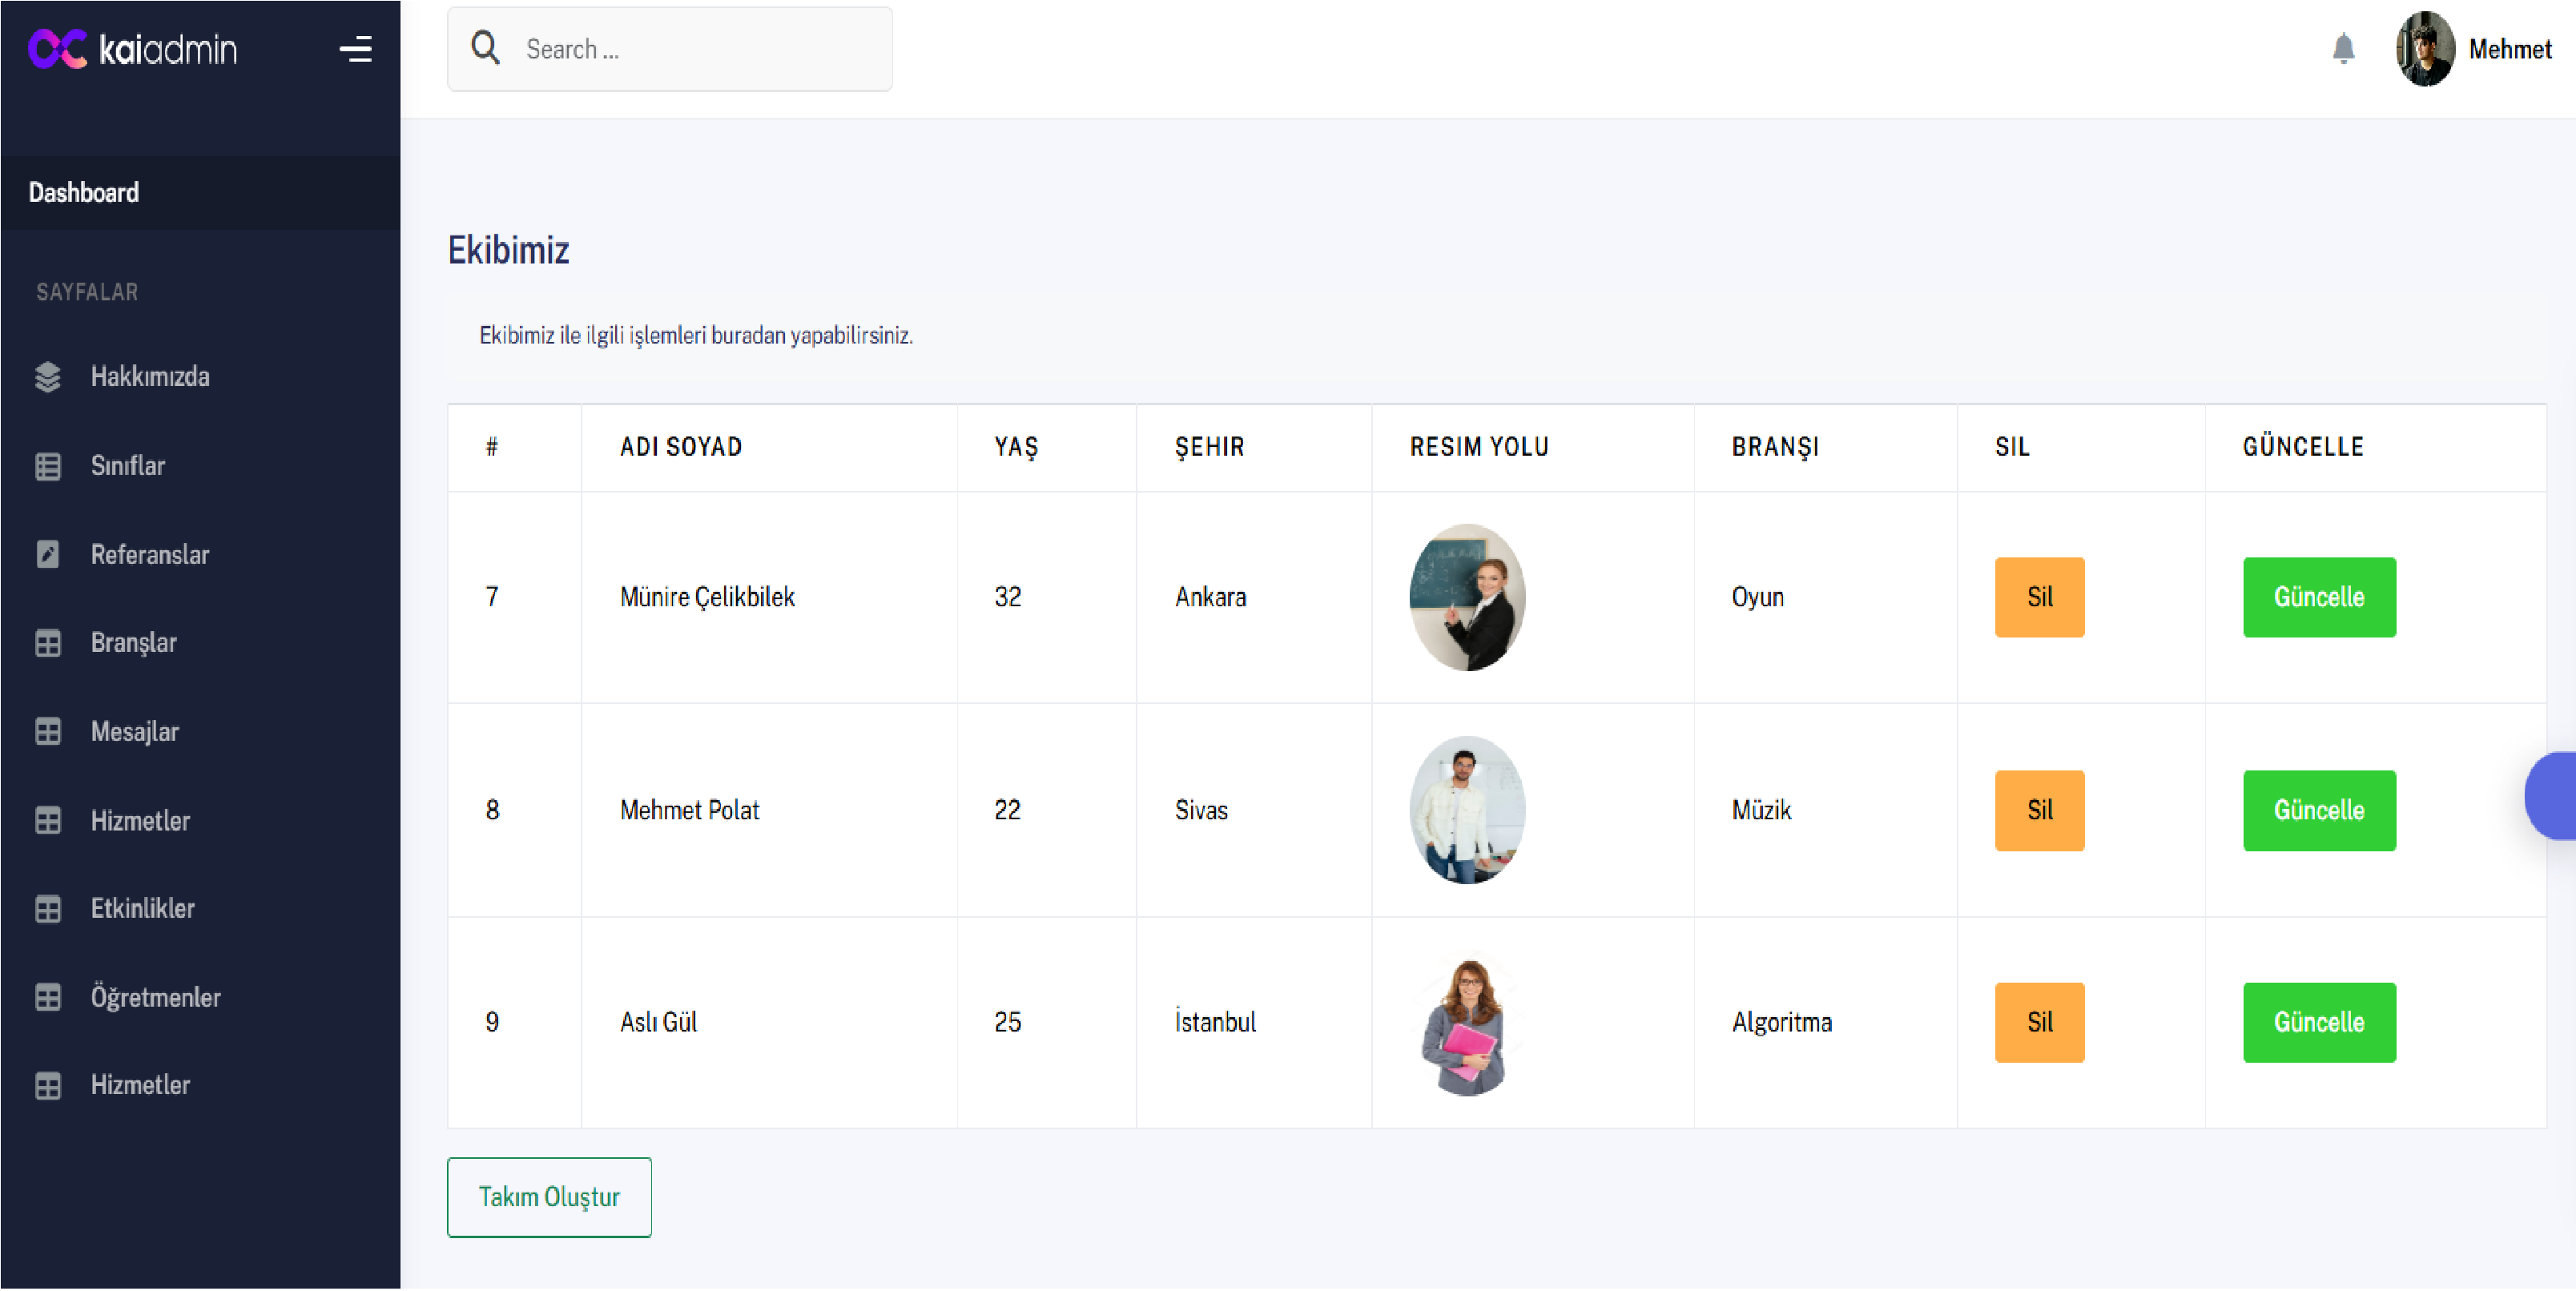 kaiadmin
Search ...
Mehmet
Dashboard
SAYFALAR
Hakkımızda
Sınıflar
Referanslar
Branşlar
Mesajlar
Hizmetler
Etkinlikler
Öğretmenler
Hizmetler
Ekibimiz
Ekibimiz ile ilgili işlemleri buradan yapabilirsiniz.
# ADI SOYAD YAŞ ŞEHIR RESIM YOLU BRANŞI SIL GÜNCELLE
7 Münire Çelikbilek 32 Ankara Oyun Sil Güncelle
8 Mehmet Polat 22 Sivas Müzik Sil Güncelle
9 Aslı Gül 25 İstanbul Algoritma Sil Güncelle
Takım Oluştur